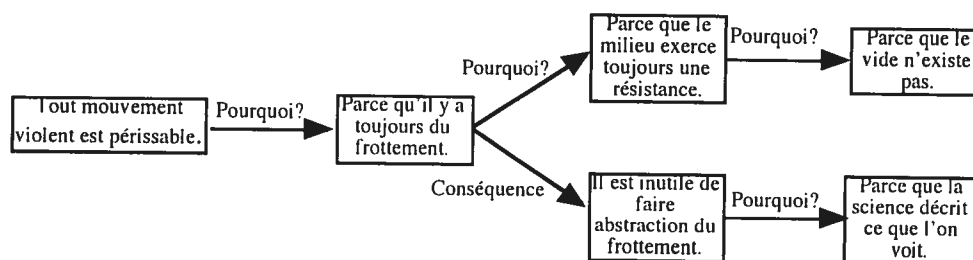 Tout mouvement
violent est périssable.
Pourquoi?
Parce qu'il y a
toujours du
frottement.
Pourquoi?
Parce que le
milieu exerce
toujours une
résistance.
Pourquoi?
Parce que le
vide n'existe
pas.
Conséquence
Il est inutile de
faire
abstraction du
frottement.
Pourquoi?
Parce que la
science décrit
ce que l'on
voit.